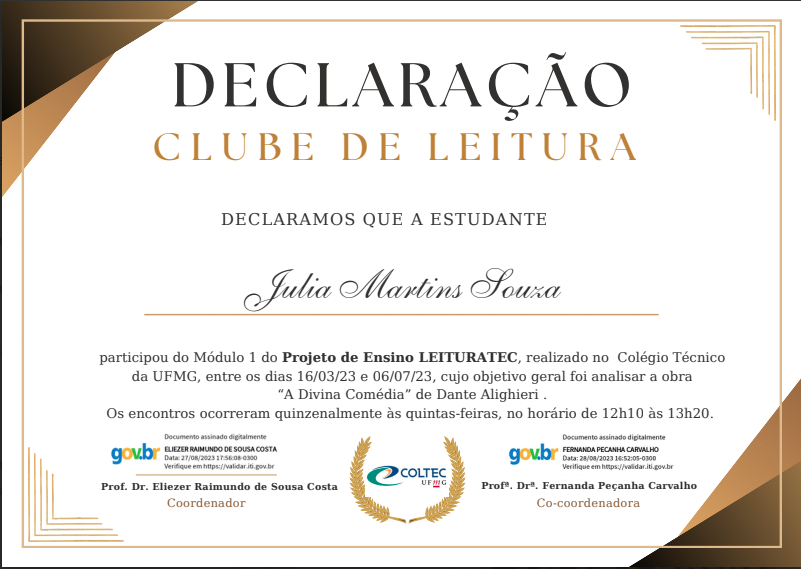 DECLARAÇÃO
CLUBE DE LEITURA
DECLARAMOS QUE A ESTUDANTE
Julia Martins Souza
participou do Módulo 1 do Projeto de Ensino LEITURATEC, realizado no Colégio Técnico
da UFMG, entre os dias 16/03/23 e 06/07/23, cujo objetivo geral foi analisar a obra
“A Divina Comédia” de Dante Alighieri .
Os encontros ocorreram quinzenalmente às quintas-feiras, no horário de 12h10 às 13h20.
gov.br
Documento assinado digitalmente
ELIEZER RAIMUNDO DE SOUSA COSTA
Data: 27/08/2023 17:56:08-0300
Verifique em https://validar.iti.gov.br
Prof. Dr. Eliezer Raimundo de Sousa Costa
Coordenador
COLTEC
UFMG
gov.br
Documento assinado digitalmente
FERNANDA PECANHA CARVALHO
Data: 28/08/2023 16:52:05-0300
Verifique em https://validar.iti.gov.br
Profª. Drª. Fernanda Peçanha Carvalho
Co-coordenadora